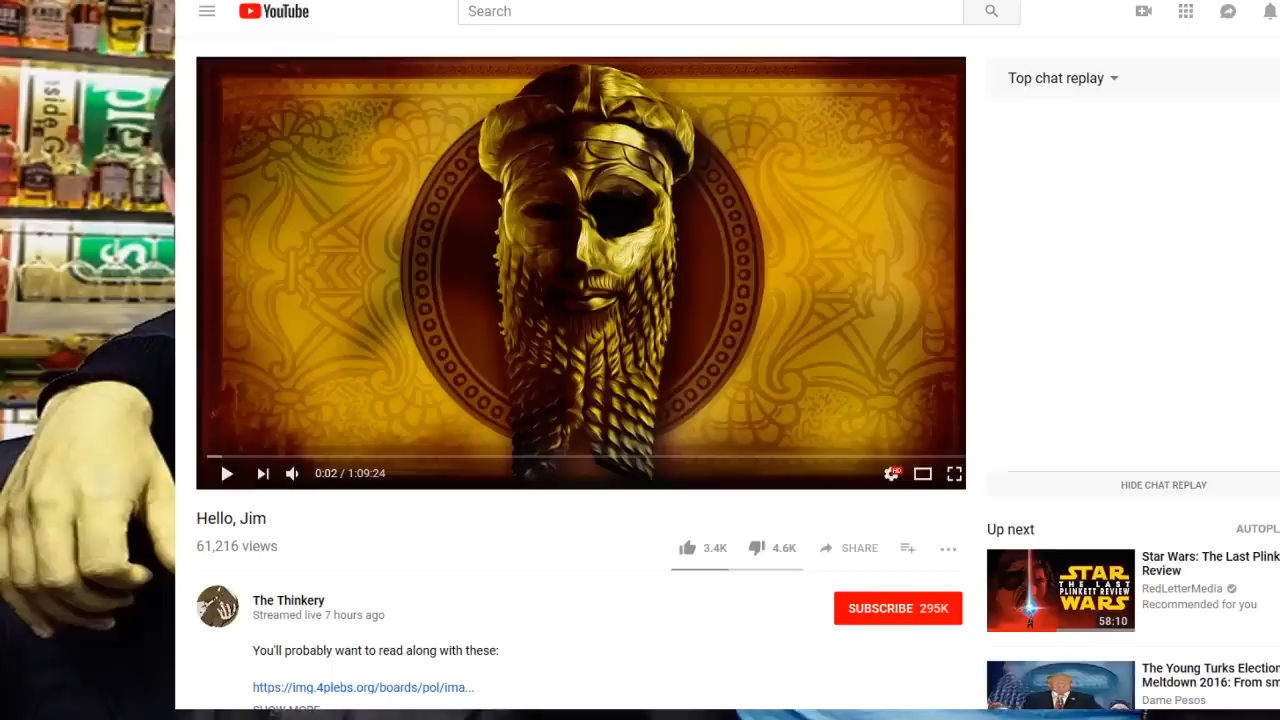 YouTube
Search
side:G
Top chat replay
0:02 / 1:09:24
HD
HIDE CHAT REPLAY
Hello, Jim
61,216 views
3.4K
4.6K
SHARE
Up next
AUTOPL
Star Wars: The Last Plink
Review
RedLetterMedia
Recommended for you
STAR
THE LAST
PLINKETT REVIEW
WARS
58:10
The Thinkery
Streamed live 7 hours ago
SUBSCRIBE 295K
You'll probably want to read along with these:
https://img.4plebs.org/boards/pol/ima...
SHOW MORE
The Young Turks Election
Meltdown 2016: From sm
Dame Pesos